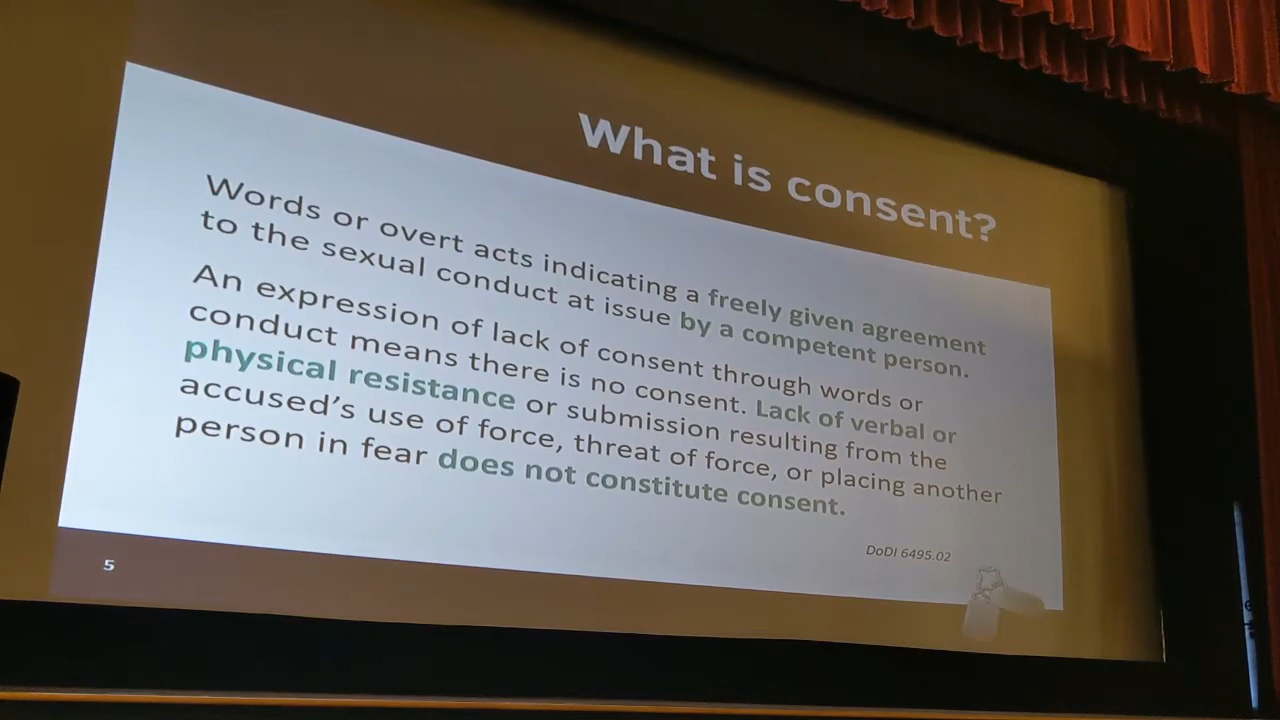 What is consent?
Words or overt acts indicating a freely given agreement
to the sexual conduct at issue by a competent person.
An expression of lack of consent through words or
conduct means there is no consent. Lack of verbal or
physical resistance or submission resulting from the
accused’s use of force, threat of force, or placing another
person in fear does not constitute consent.
DoDI 6495.02
5